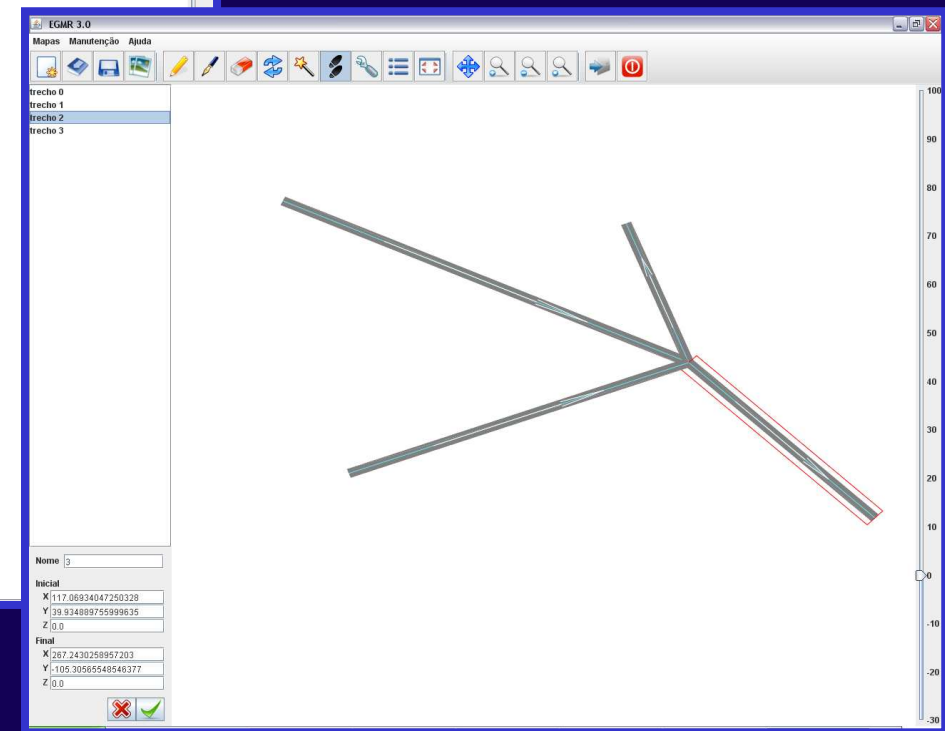 EGMR 3.0
Mapas Manutenção Ajuda
trecho 0
trecho 1
trecho 2
trecho 3
100
90
80
70
60
50
40
30
20
10
0
-10
-20
-30
Nome 3
Inicial
X 117.06934047250328
Y 39.934889755999635
Z 0.0
Final
X 267.2430258957203
Y -105.30565548546377
Z 0.0